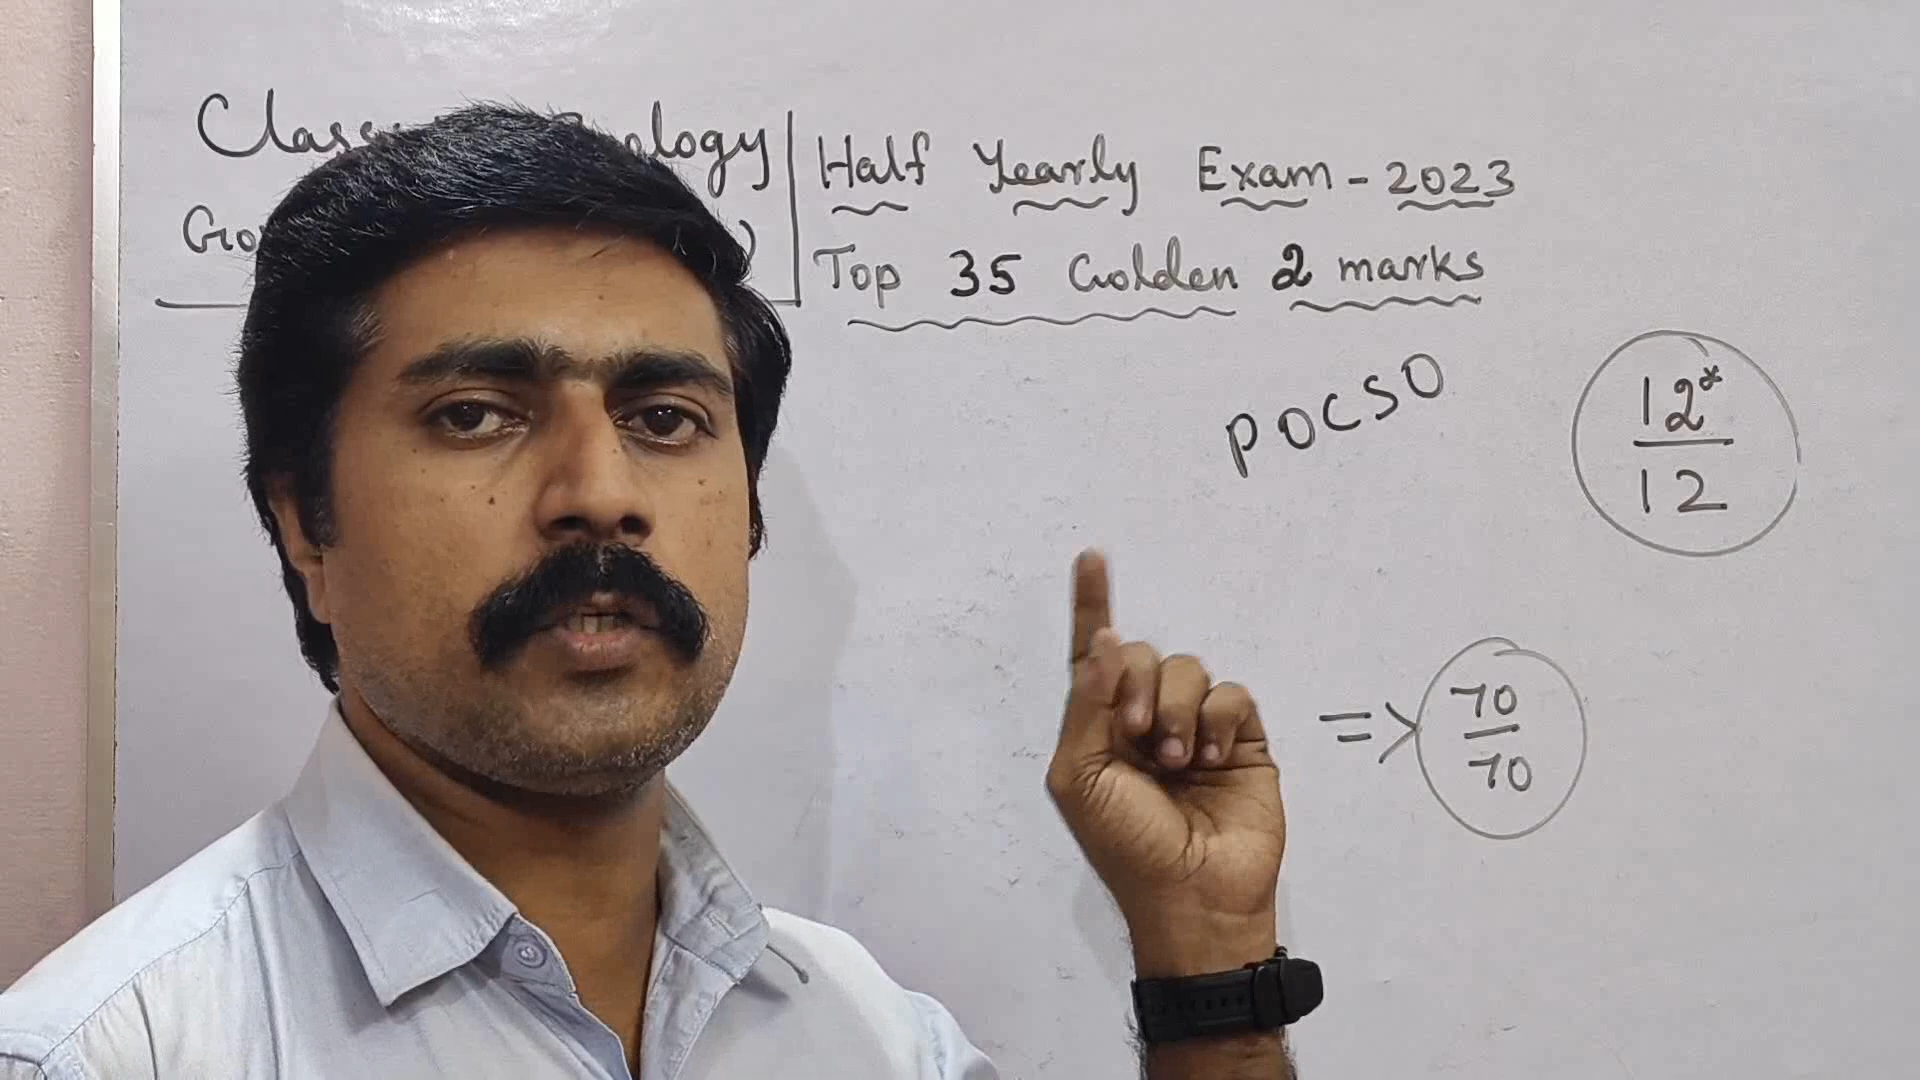 Half Yearly Exam - 2023
Top 35 Golden 2 marks
POCSO
12*
12
=> 70
70